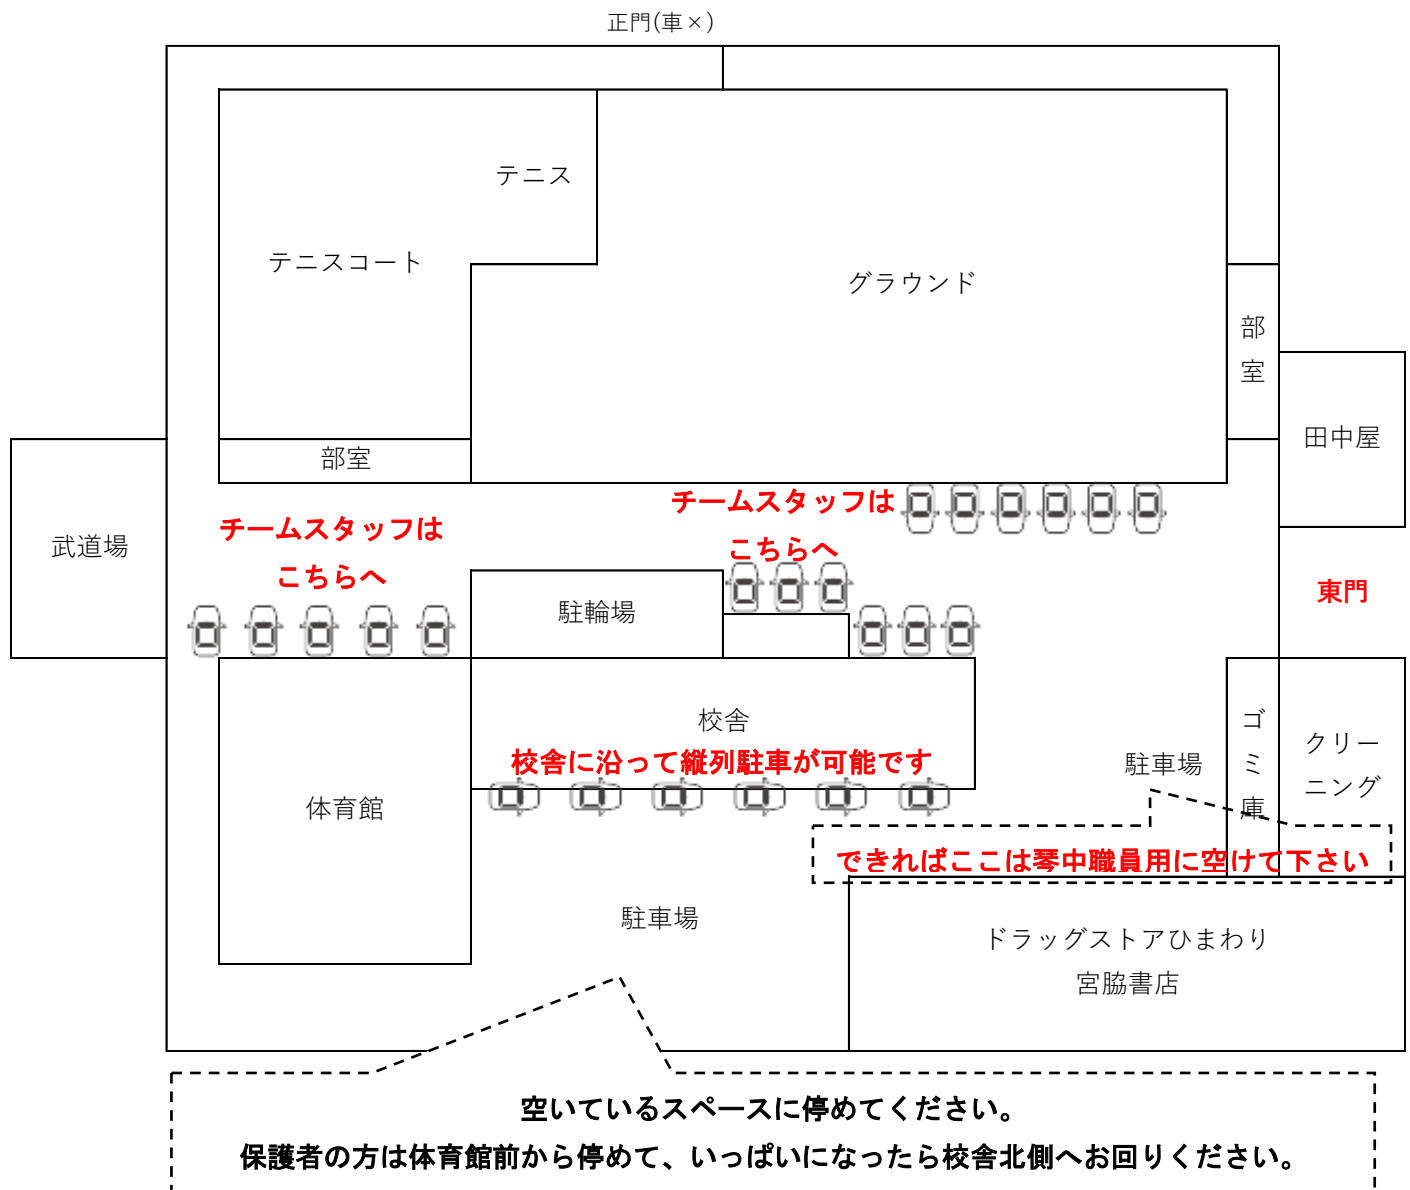 正門(車×)
テニス
テニスコート
グラウンド
部
室
田中屋
部室
チームスタッフは
こちらへ
チームスタッフは
こちらへ
武道場
東門
駐輪場
校舎
校舎に沿って縦列駐車が可能です
体育館
駐車場
ゴ
ミ
庫
クリー
ニング
できればここは琴中職員用に空けて下さい
駐車場
ドラッグストアひまわり
宮脇書店
空いているスペースに停めてください。
保護者の方は体育館前から停めて、いっぱいになったら校舎北側へお回りください。